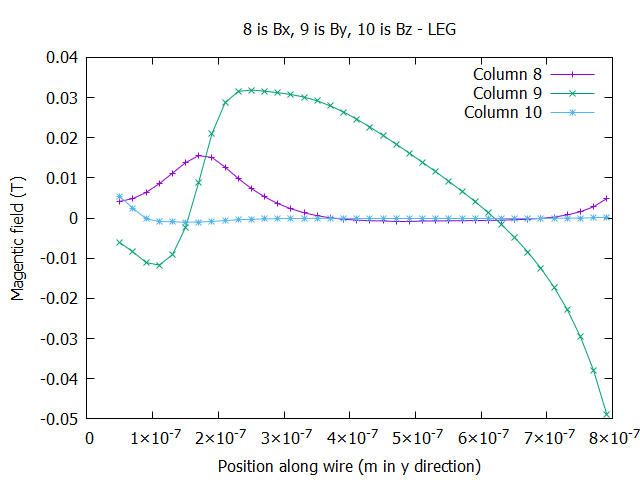 8 is Bx, 9 is By, 10 is Bz - LEG
Column 8
Column 9
Column 10
0.04
0.03
0.02
0.01
0
-0.01
-0.02
-0.03
-0.04
-0.05
Magentic field (T)
0 1×10⁻⁷ 2×10⁻⁷ 3×10⁻⁷ 4×10⁻⁷ 5×10⁻⁷ 6×10⁻⁷ 7×10⁻⁷ 8×10⁻⁷
Position along wire (m in y direction)